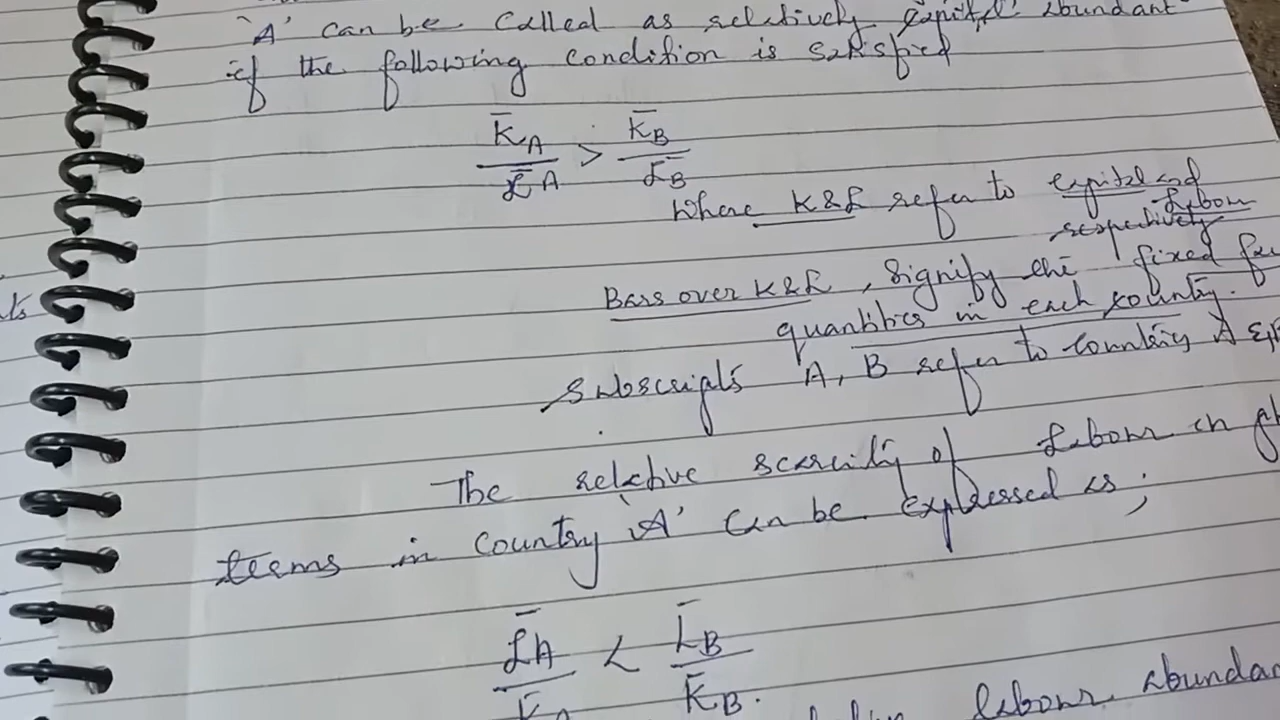 'A' can be called as relatively capital abundant
if the following condition is satisfied
K̄A / L̄A > K̄B / L̄B
Where K&L refer to capital and
Labour
respectively
Bars over K&L, signify the fixed
quantities in each country.
subscripts A, B refer to country A &
The relative scarcity of Labour in
terms in country 'A' can be expressed as;
L̄A / K̄A < L̄B / K̄B.
labour abundan